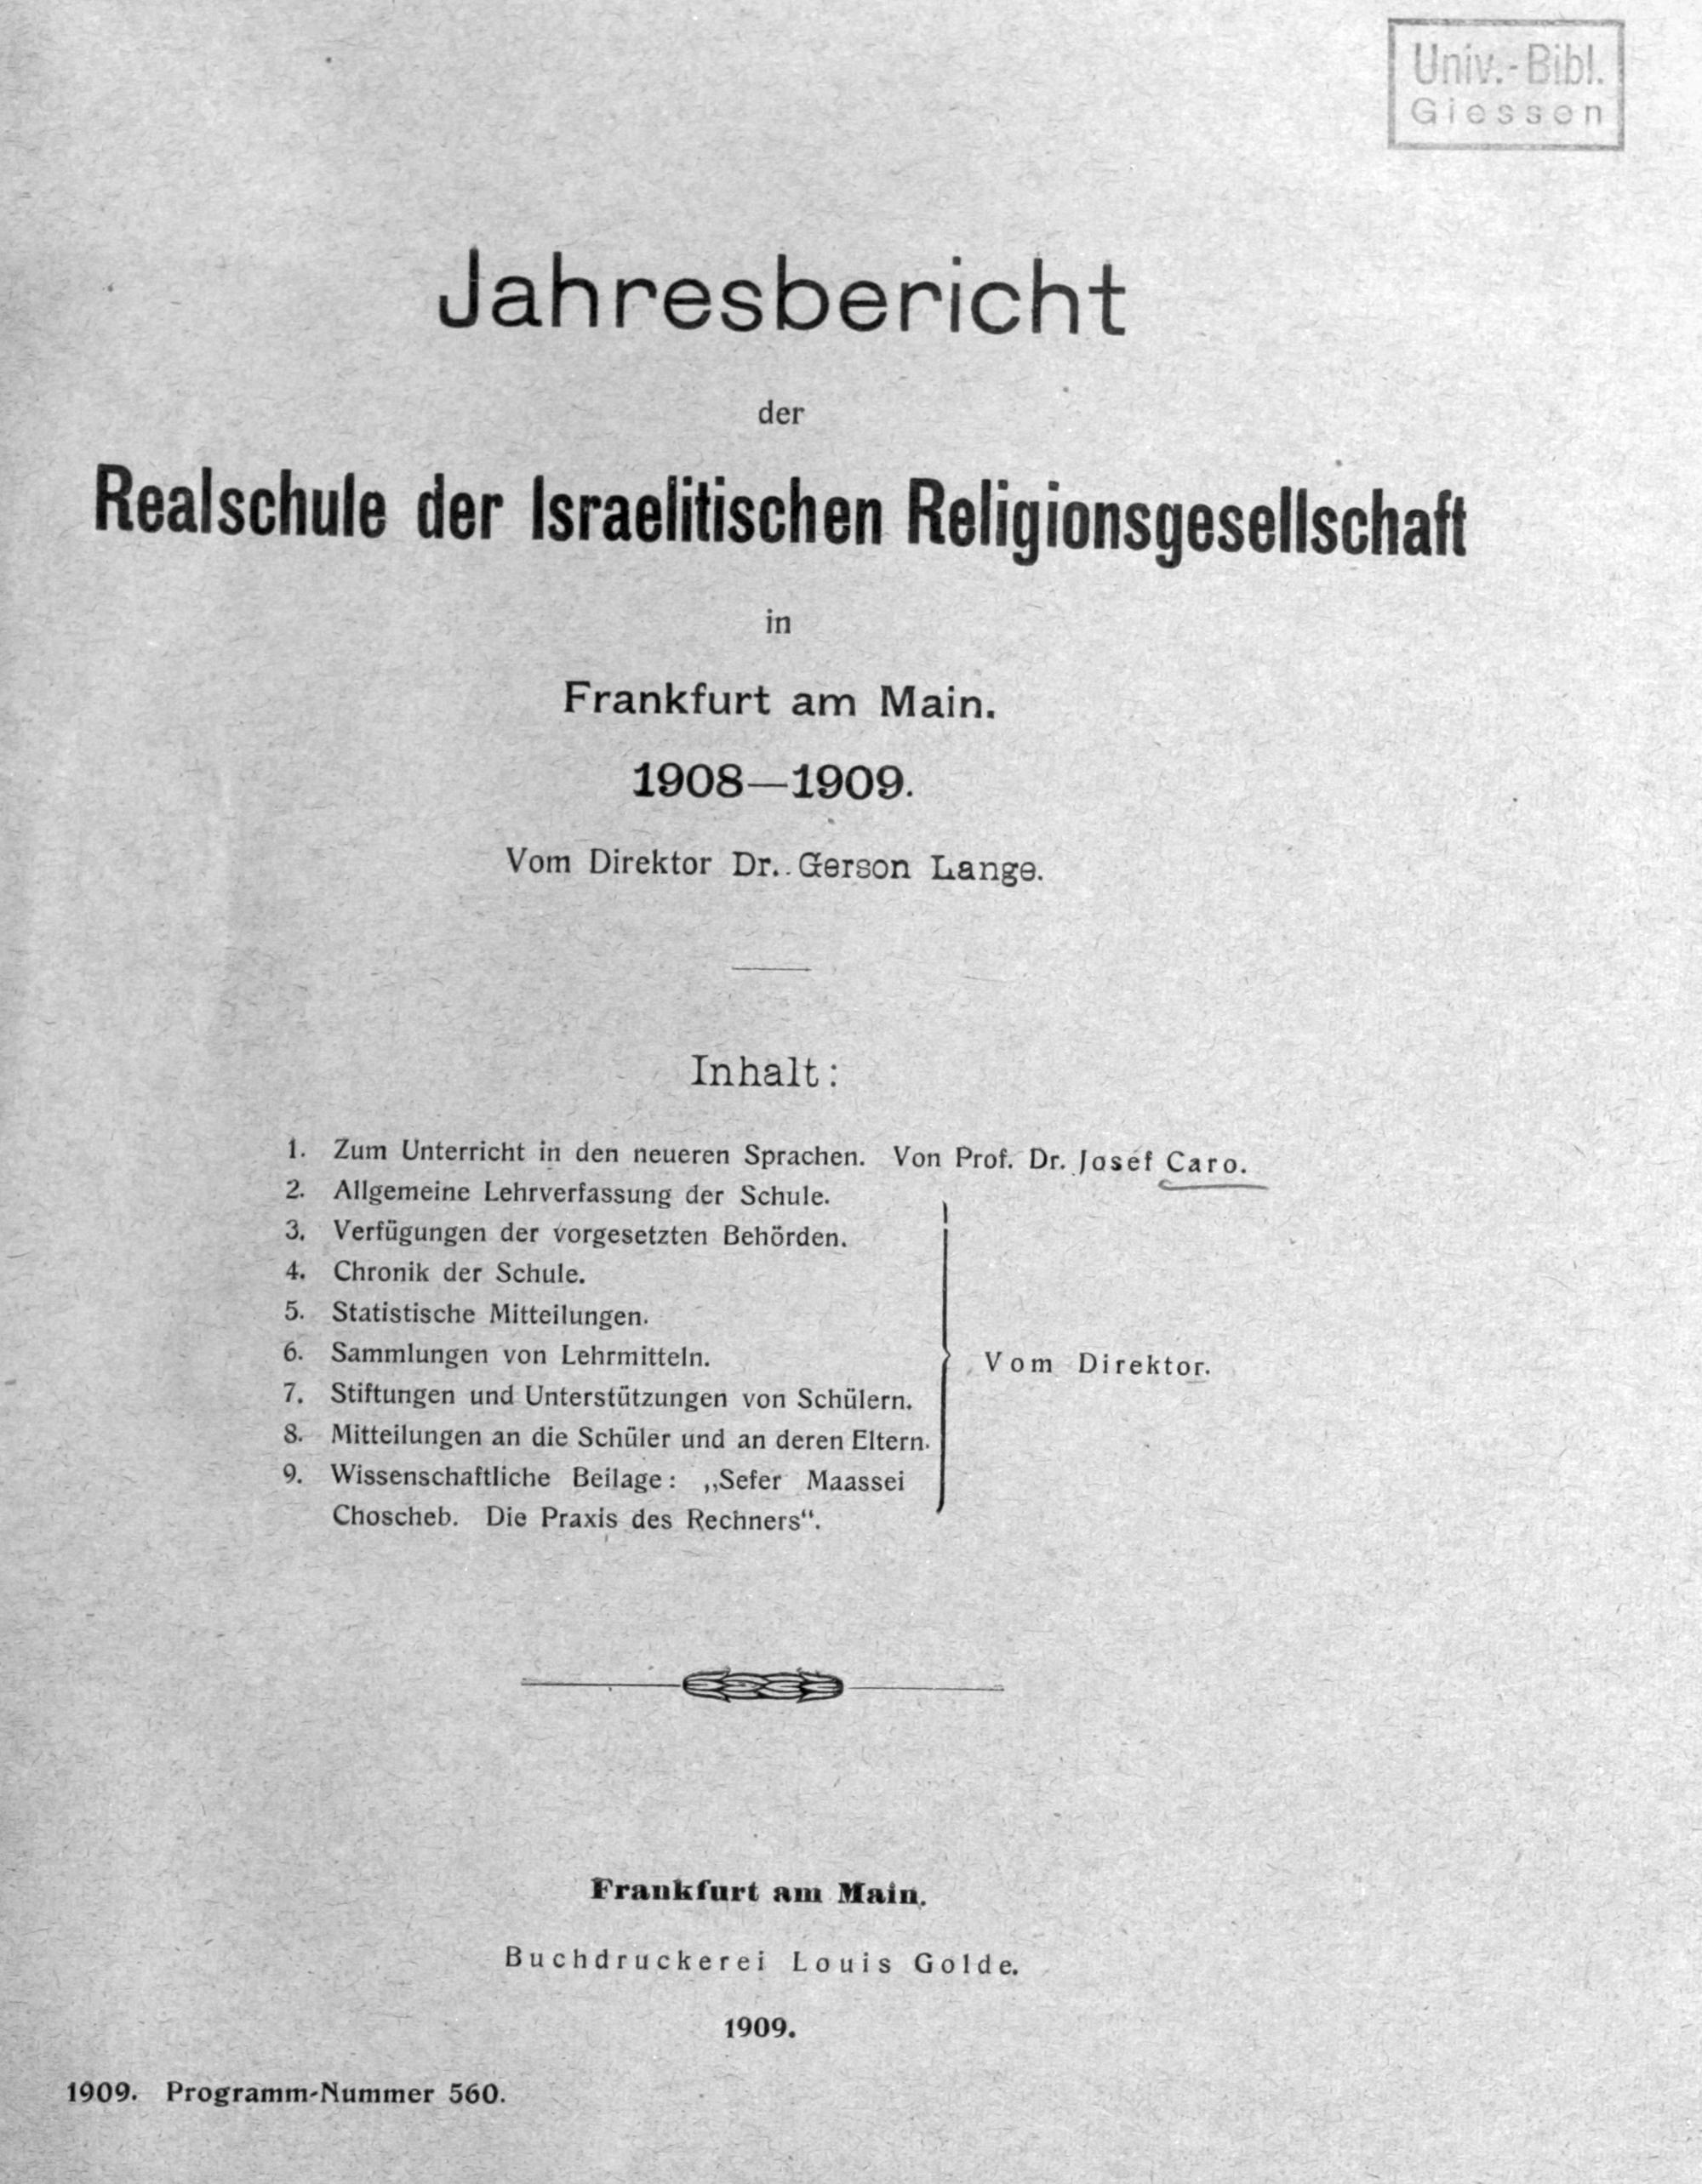 Univ.-Bibl.
Giessen
Jahresbericht
der
Realschule der Israelitischen Religionsgesellschaft
in
Frankfurt am Main.
1908—1909.
Vom Direktor Dr. Gerson Lange.
Inhalt:
1. Zum Unterricht in den neueren Sprachen. Von Prof. Dr. Josef Caro.
2. Allgemeine Lehrverfassung der Schule.
3. Verfügungen der vorgesetzten Behörden.
4. Chronik der Schule.
5. Statistische Mitteilungen.
6. Sammlungen von Lehrmitteln.
7. Stiftungen und Unterstützungen von Schülern.
8. Mitteilungen an die Schüler und an deren Eltern.
9. Wissenschaftliche Beilage: „Sefer Maassei
Choscheb. Die Praxis des Rechners“.
Vom Direktor.
Frankfurt am Main.
Buchdruckerei Louis Golde.
1909.
1909. Programm-Nummer 560.